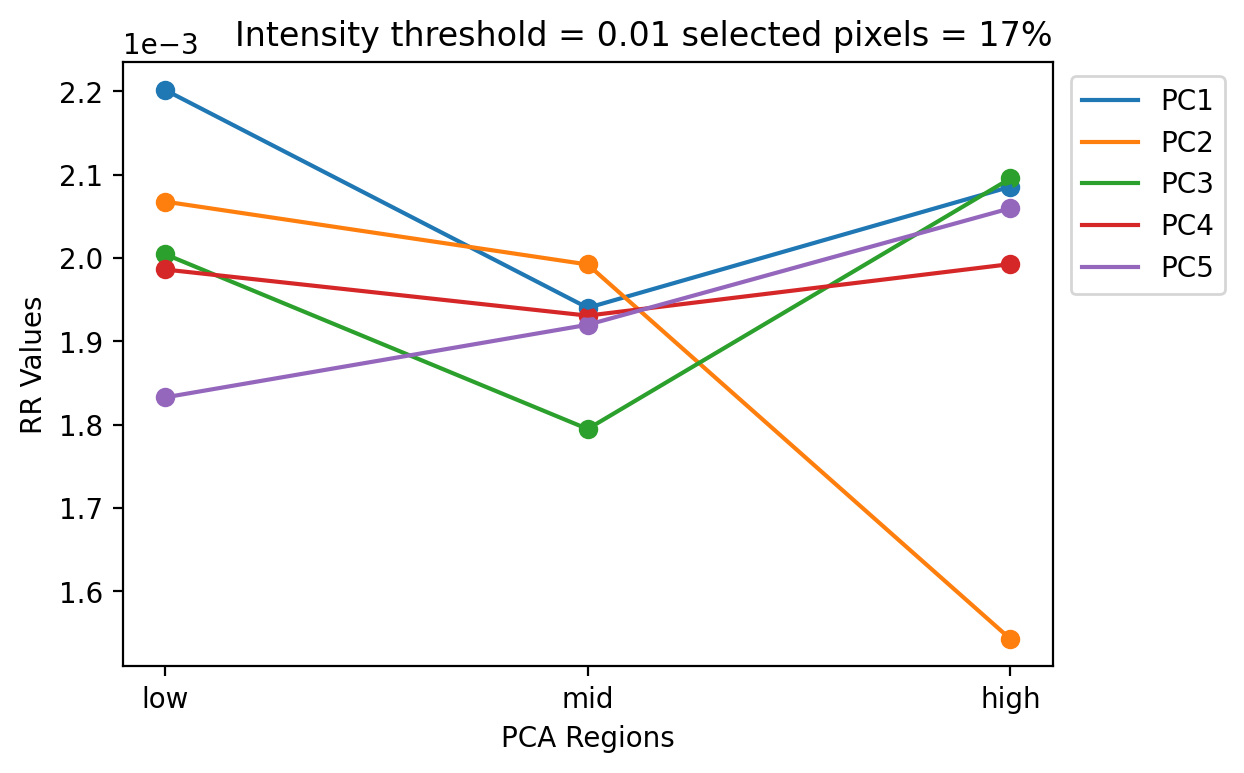 Intensity threshold = 0.01 selected pixels = 17%
1e−3
2.2
2.1
2.0
1.9
1.8
1.7
1.6
RR Values
low
mid
high
PCA Regions
PC1
PC2
PC3
PC4
PC5